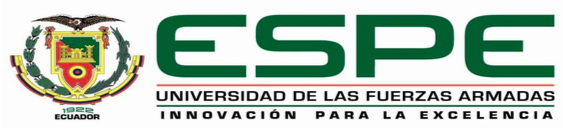 ESPE
UNIVERSIDAD DE LAS FUERZAS ARMADAS
INNOVACIÓN PARA LA EXCELENCIA
1922
ECUADOR